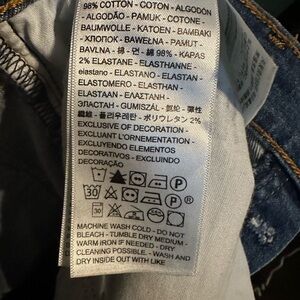 98% COTTON - COTON - ALGODÓN
- ALGODÃO - PAMUK - COTONE -
BAUMWOLLE - KATOEN - BAMBAKI
- ХЛОПОК - BAWEŁNA - PAMUT -
BAVLNA - 棉 - 면 - 綿 98% - KAPAS
2% ELASTANE - ELASTHANNE -
elastano - ELASTANO - ELASTAN -
ELASTOMERO - ELASTHAN -
ELASTAAN - ΕΛΑΣΤΑΝΗ -
ЭЛАСТАН - GUMISZÁL - 氨纶 - 彈性
纖維 - 폴리우레탄 - ポリウレタン 2%
EXCLUSIVE OF DECORATION -
EXCLUANT L'ORNEMENTATION -
EXCLUYENDO ELEMENTOS
DECORATIVOS - EXCLUINDO
DECORAÇÃO
30
P
30
P
MACHINE WASH COLD - DO NOT
BLEACH - TUMBLE DRY MEDIUM -
WARM IRON IF NEEDED - DRY
CLEANING POSSIBLE. - WASH AND
DRY INSIDE OUT WITH LIKE